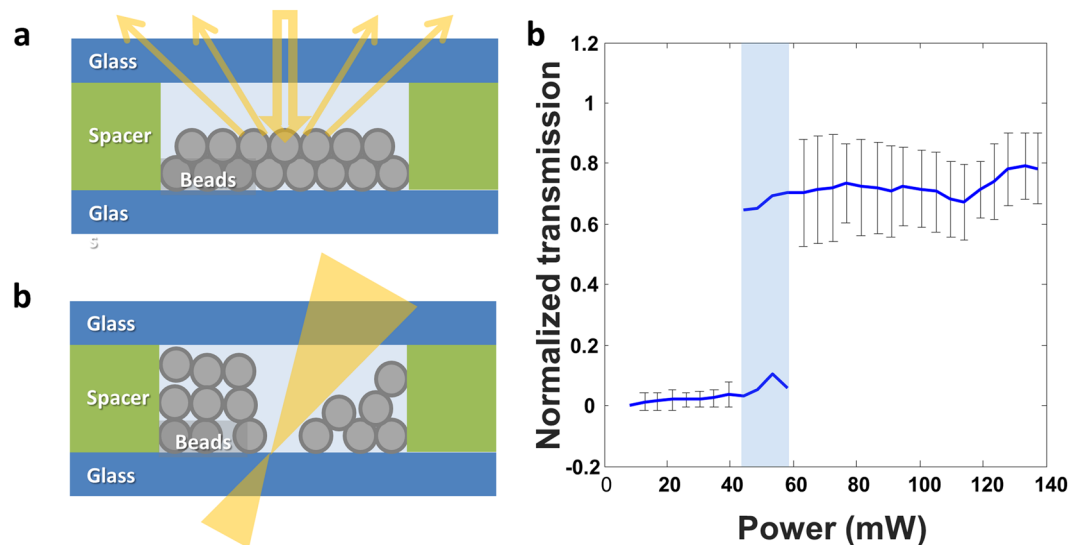 a
Glass
Spacer
Beads
Glas
s
b
Glass
Spacer
Beads
Glass
b
Normalized transmission
1.2
1
0.8
0.6
0.4
0.2
0
-0.2
0 20 40 60 80 100 120 140
Power (mW)